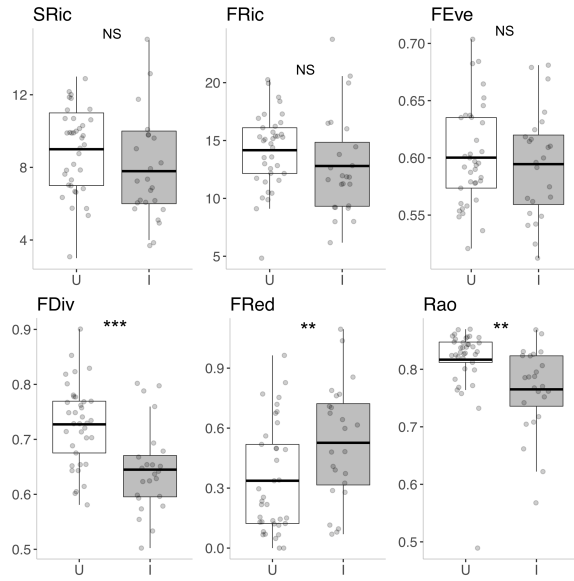 SRic
FRic
FEve
NS
NS
NS
12
8
4
20
15
10
5
0.70
0.65
0.60
0.55
U
I
U
I
U
I
FDiv
FRed
Rao
***
**
**
0.9
0.8
0.7
0.6
0.5
0.9
0.6
0.3
0.0
0.8
0.7
0.6
0.5
U
I
U
I
U
I